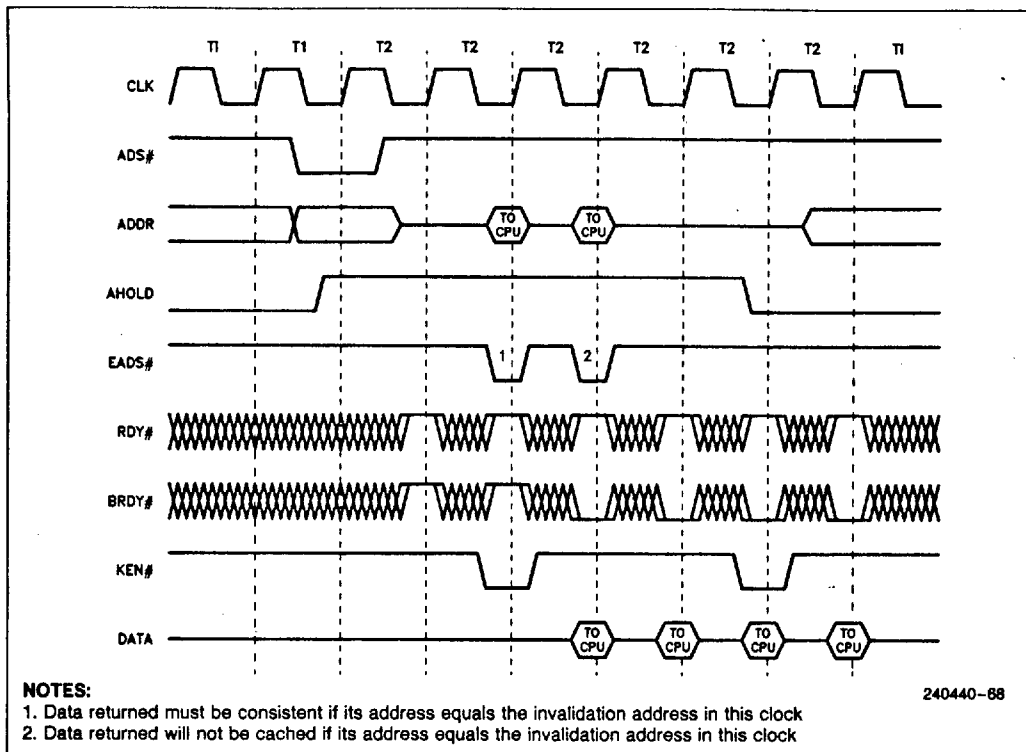 Ti T1 T2 T2 T2 T2 T2 T2 Ti
CLK
ADS#
ADDR TO CPU TO CPU
AHOLD
EADS# 1 2
RDY#
BRDY#
KEN#
DATA TO CPU TO CPU TO CPU TO CPU
NOTES: 240440-68
1. Data returned must be consistent if its address equals the invalidation address in this clock
2. Data returned will not be cached if its address equals the invalidation address in this clock